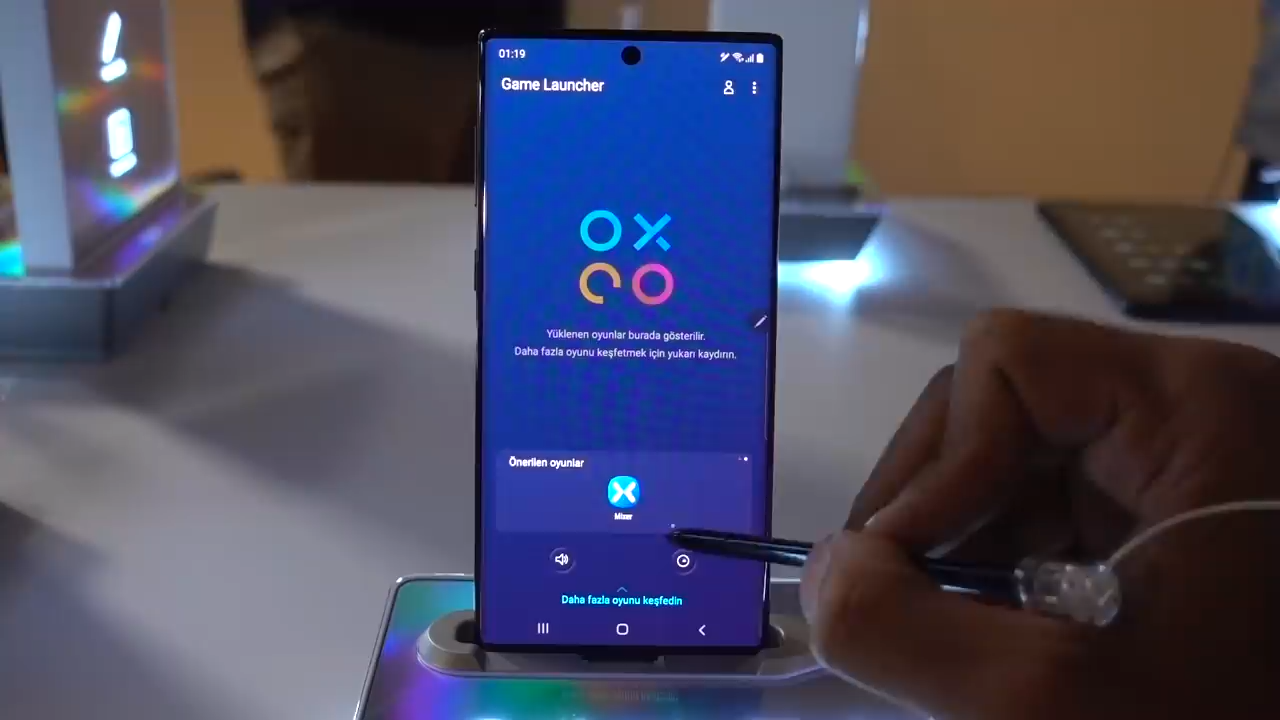 01:19
Game Launcher
Yüklenen oyunlar burada gösterilir.
Daha fazla oyunu keşfetmek için yukarı kaydırın.
Önerilen oyunlar
Mixer
Daha fazla oyunu keşfedin